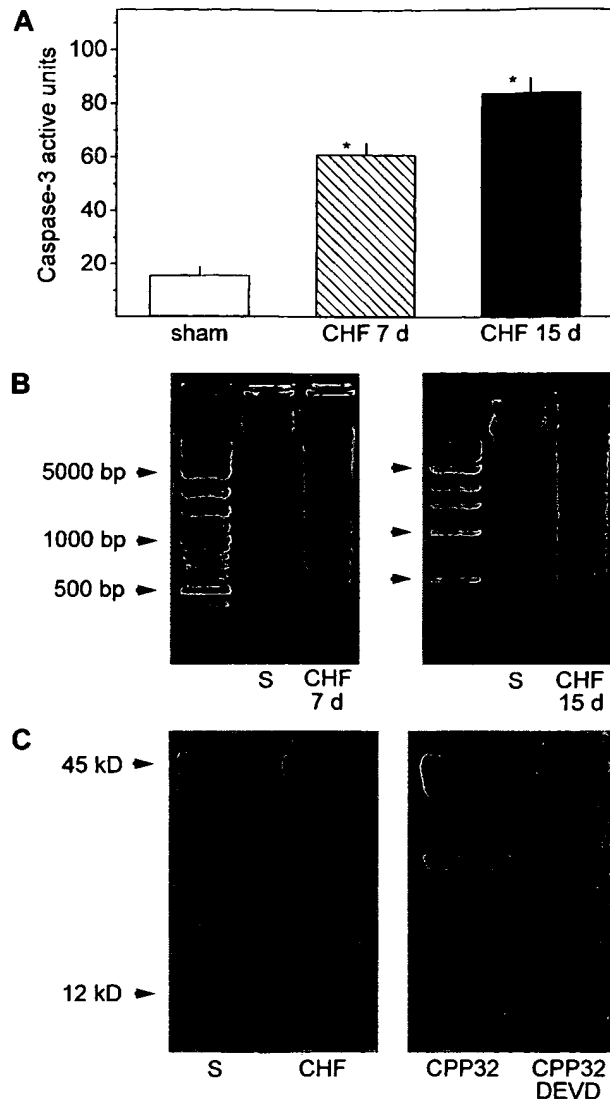 A
Caspase-3 active units
100
80
60
40
20
*
*
sham CHF 7 d CHF 15 d
B
5000 bp
1000 bp
500 bp
S CHF S CHF
7 d 15 d
C
45 kD
12 kD
S CHF CPP32 CPP32
DEVD